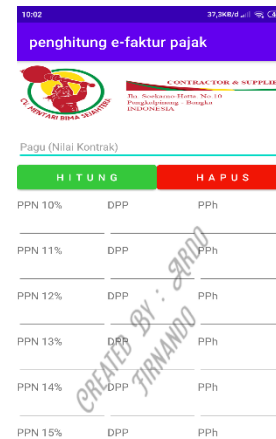 10:02 37,3KB/d
penghitung e-faktur pajak
CV. MENTARI BIMA SEJAHTERA
CONTRACTOR & SUPPLIE
Jln. Soekarno-Hatta No.10
Pangkalpinang - Bangka
INDONESIA
Pagu (Nilai Kontrak)
HITUNG HAPUS
PPN 10% DPP PPh
PPN 11% DPP PPh
PPN 12% DPP PPh
PPN 13% DPP PPh
PPN 14% DPP PPh
PPN 15% DPP PPh
CREATED BY : ARDO
FIRNANDO